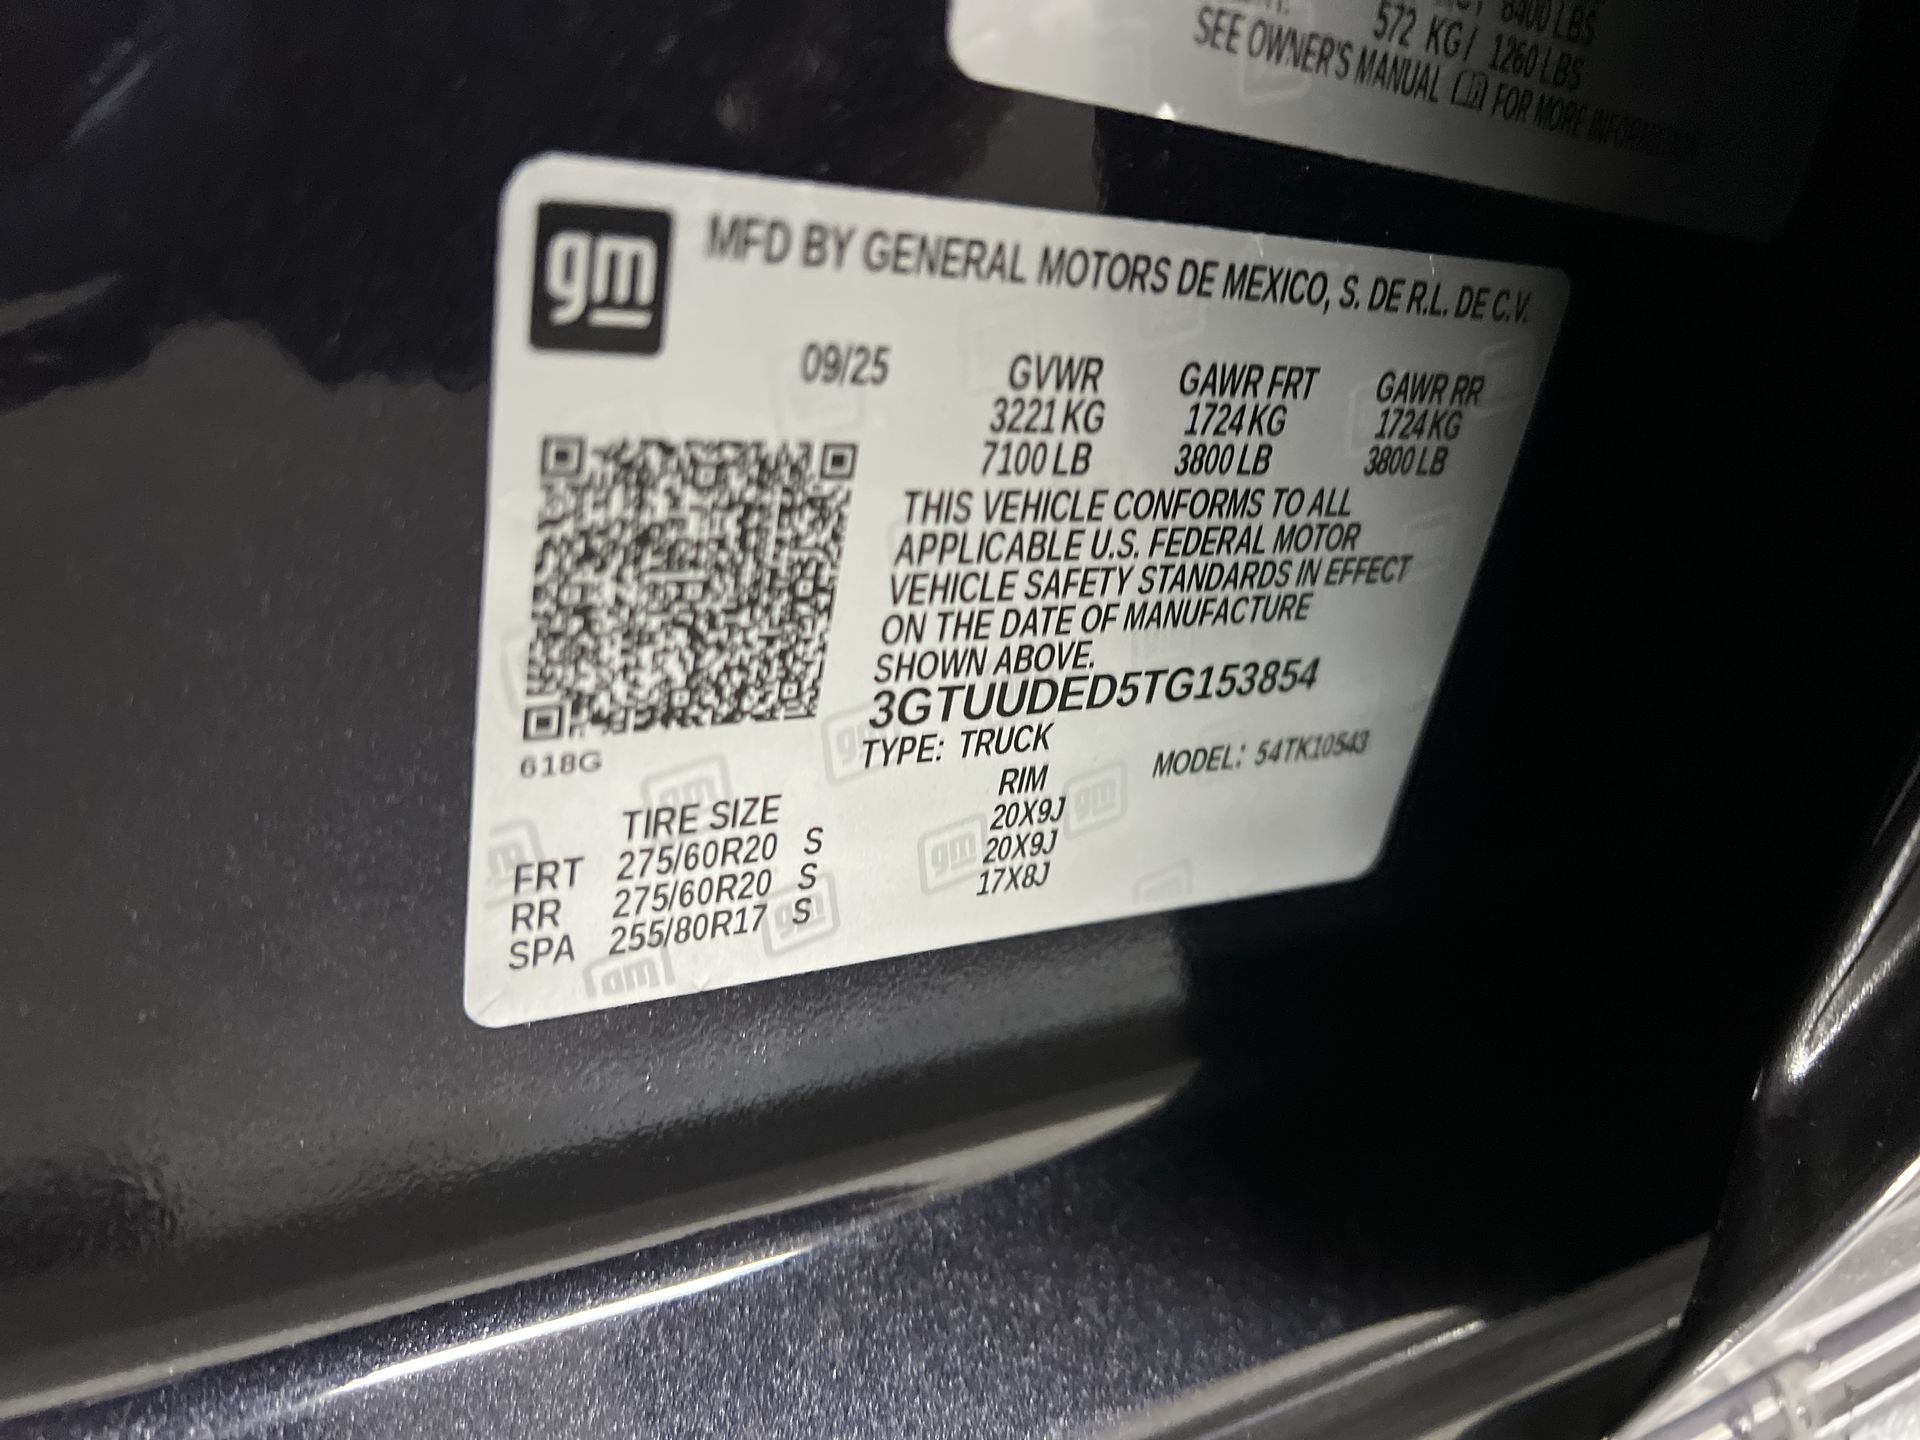 8400 LBS
572 KG / 1260 LBS
SEE OWNER'S MANUAL FOR MORE INFORMATION
gm
MFD BY GENERAL MOTORS DE MEXICO, S. DE R.L. DE C.V.
09/25 GVWR GAWR FRT GAWR RR
3221 KG 1724 KG 1724 KG
7100 LB 3800 LB 3800 LB
THIS VEHICLE CONFORMS TO ALL
APPLICABLE U.S. FEDERAL MOTOR
VEHICLE SAFETY STANDARDS IN EFFECT
ON THE DATE OF MANUFACTURE
SHOWN ABOVE.
3GTUUDED5TG153854
618G
TYPE: TRUCK MODEL: 54TK10543
TIRE SIZE RIM
FRT 275/60R20 S 20X9J
RR 275/60R20 S 20X9J
SPA 255/80R17 S 17X8J